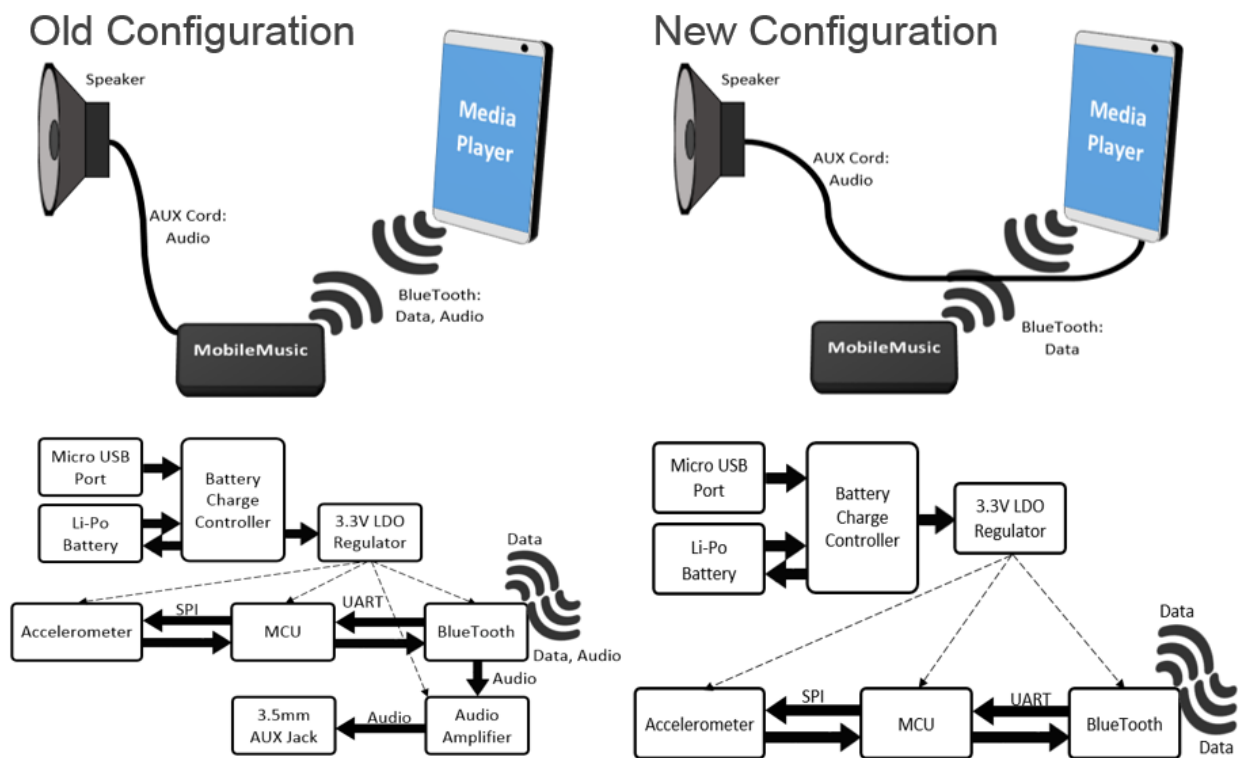 Old Configuration
Speaker
Media
Player
AUX Cord:
Audio
BlueTooth:
Data, Audio
MobileMusic
Micro USB
Port
Battery
Charge
Controller
Li-Po
Battery
3.3V LDO
Regulator
Data
SPI
UART
Accelerometer
MCU
BlueTooth
Data, Audio
Audio
3.5mm
AUX Jack
Audio
Audio
Amplifier
New Configuration
Speaker
Media
Player
AUX Cord:
Audio
BlueTooth:
Data
MobileMusic
Micro USB
Port
Battery
Charge
Controller
Li-Po
Battery
3.3V LDO
Regulator
Data
SPI
UART
Accelerometer
MCU
BlueTooth
Data